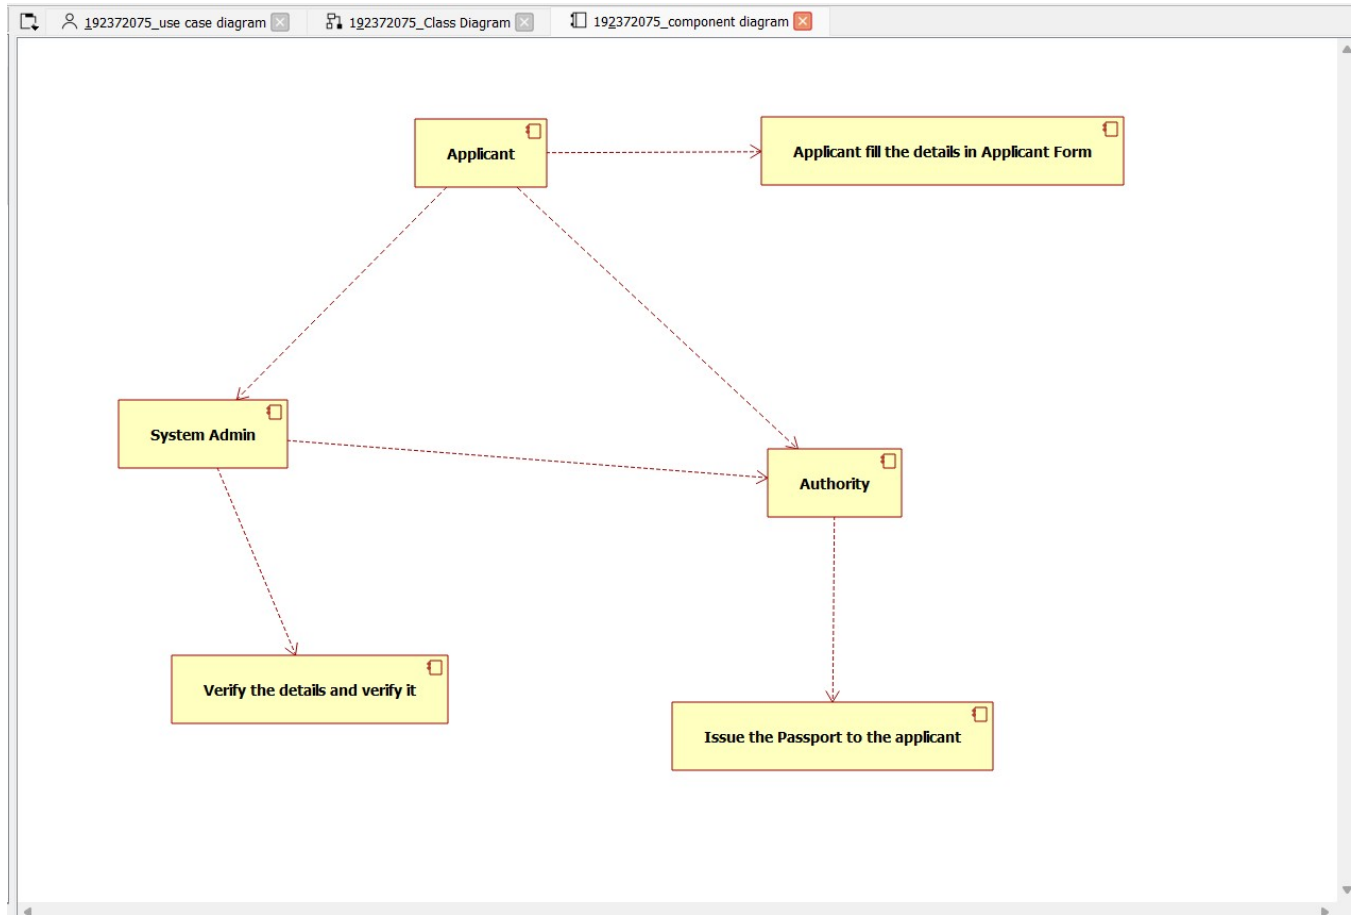 192372075_use case diagram
192372075_Class Diagram
192372075_component diagram
Applicant
Applicant fill the details in Applicant Form
System Admin
Authority
Verify the details and verify it
Issue the Passport to the applicant